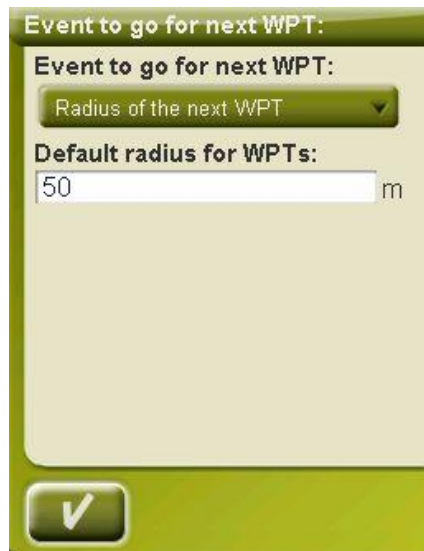 Event to go for next WPT:
Event to go for next WPT:
Radius of the next WPT
Default radius for WPTs:
50 m